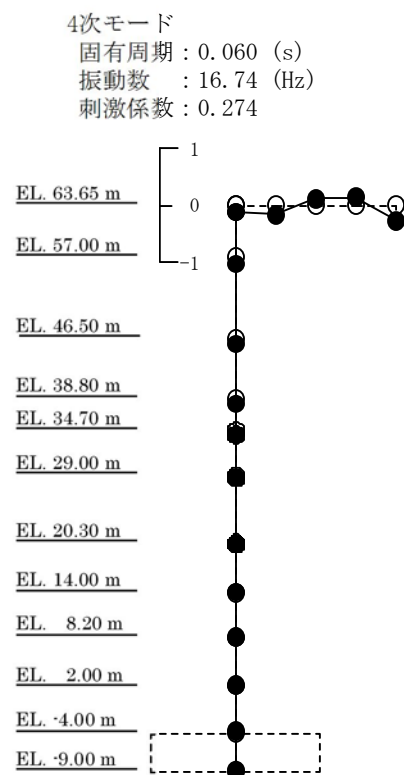 4次モード
固有周期：0.060 (s)
振動数　：16.74 (Hz)
刺激係数：0.274
1
EL. 63.65 m
0
EL. 57.00 m
-1
EL. 46.50 m
EL. 38.80 m
EL. 34.70 m
EL. 29.00 m
EL. 20.30 m
EL. 14.00 m
EL. 8.20 m
EL. 2.00 m
EL. -4.00 m
EL. -9.00 m